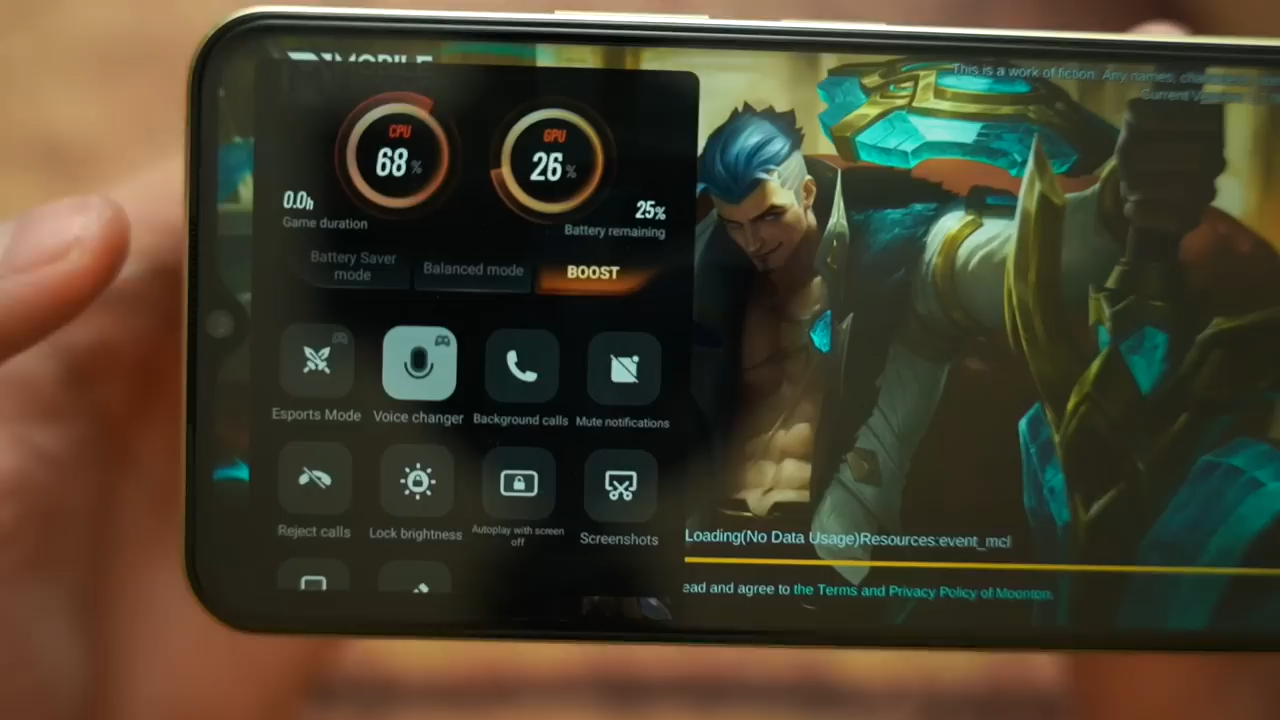 MOBILE
This is a work of fiction. Any names,
CPU
68%
GPU
26%
0.0h
Game duration
25%
Battery remaining
Battery Saver
mode
Balanced mode
BOOST
Esports Mode
Voice changer
Background calls
Mute notifications
Reject calls
Lock brightness
Autoplay with screen
off
Screenshots
Loading(No Data Usage)Resources:event_mcl
ead and agree to the Terms and Privacy Policy of Moonton.